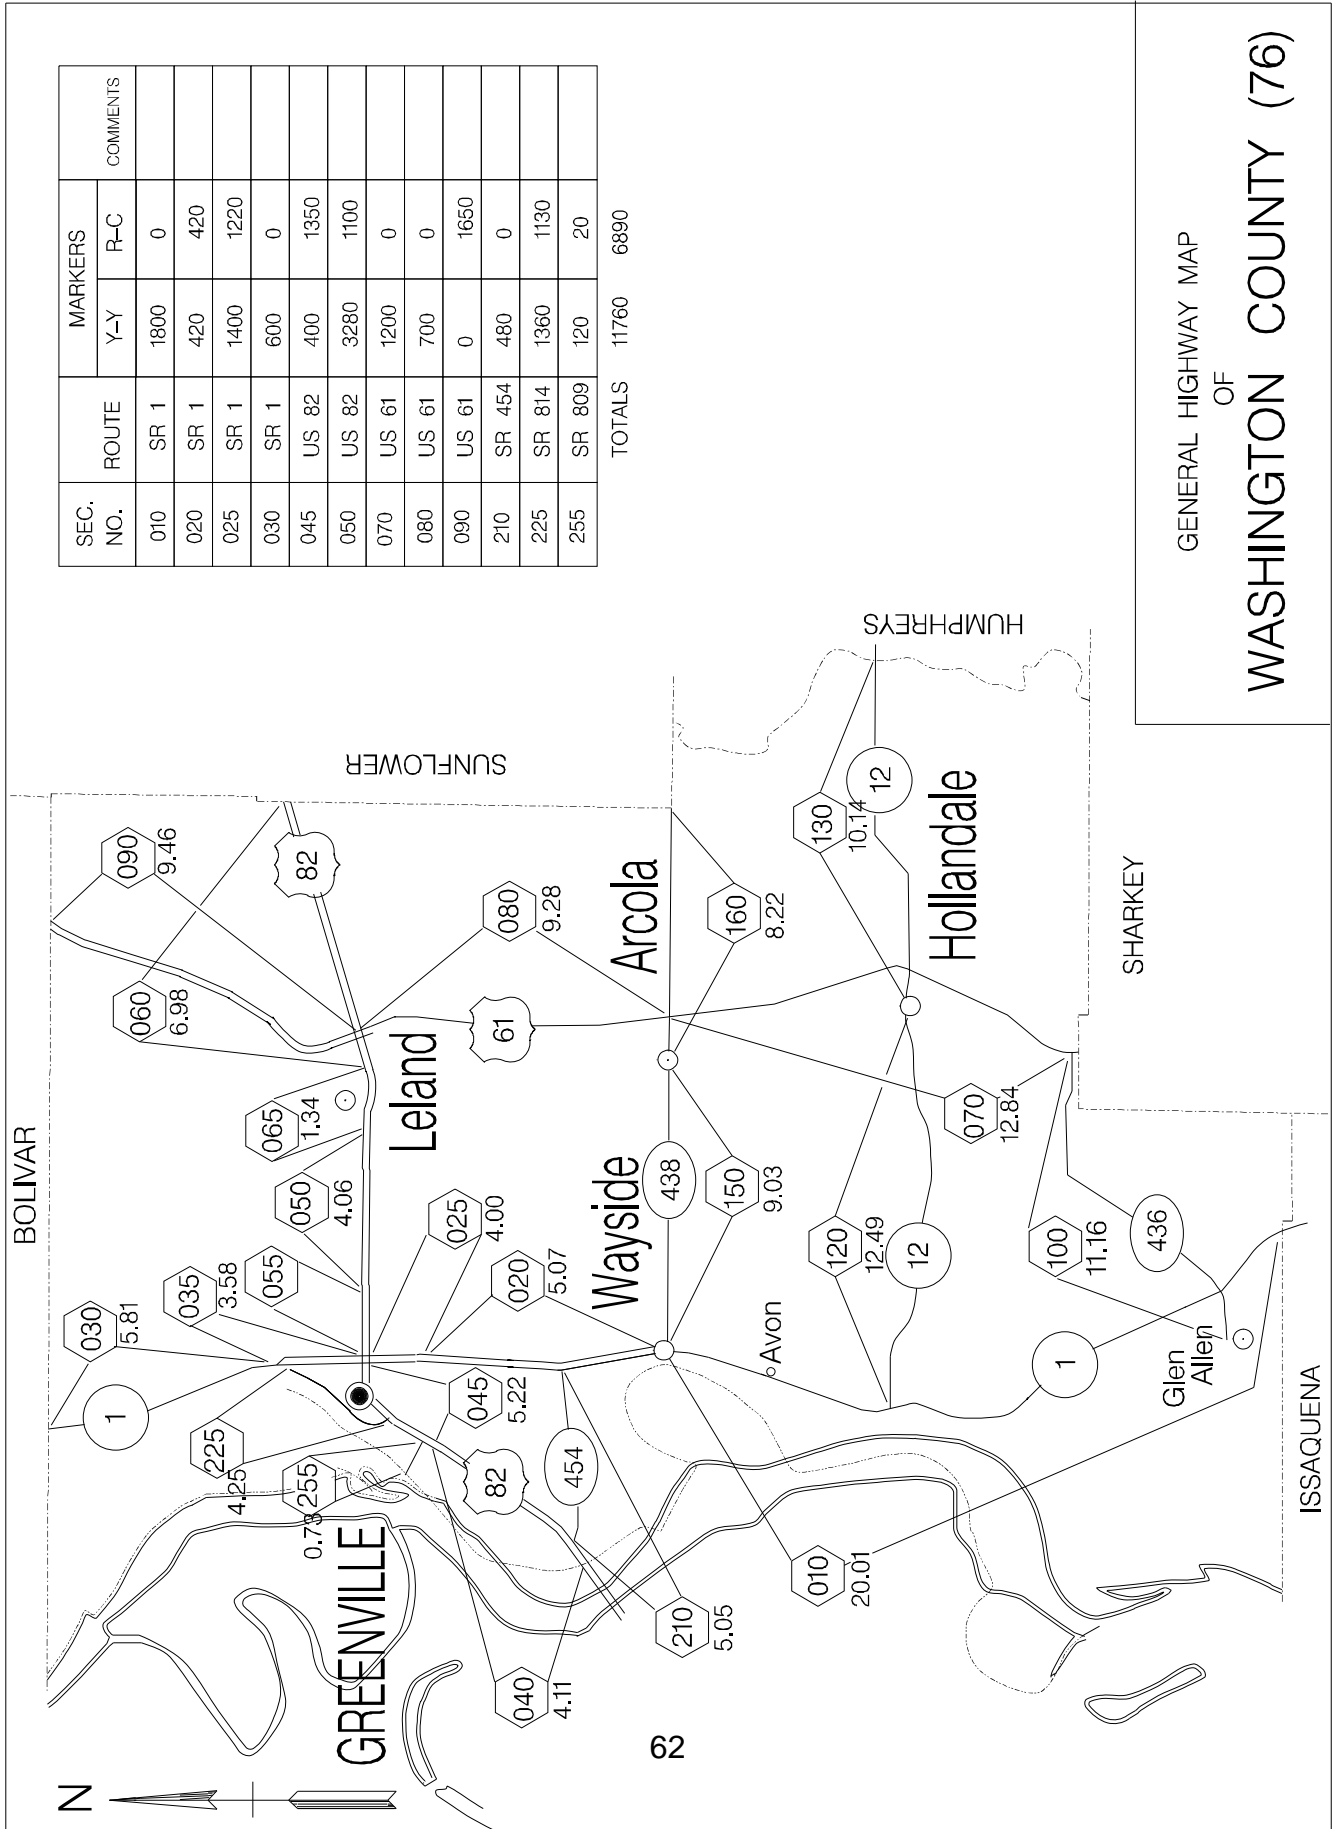 SEC. NO. ROUTE MARKERS COMMENTS
Y-Y R-C
010 SR 1 1800 0
020 SR 1 420 420
025 SR 1 1400 1220
030 SR 1 600 0
045 US 82 400 1350
050 US 82 3280 1100
070 US 61 1200 0
080 US 61 700 0
090 US 61 0 1650
210 SR 454 480 0
225 SR 814 1360 1130
255 SR 809 120 20
TOTALS 11760 6890
N
BOLIVAR
SUNFLOWER
HUMPHREYS
SHARKEY
ISSAQUENA
030
5.81
1
035
3.58
055
050
4.06
065
1.34
060
6.98
090
9.46
82
225
4.25
255
0.73
GREENVILLE
045
5.22
82
025
4.00
020
5.07
Leland
61
080
9.28
040
4.11
454
210
5.05
Wayside
438
150
9.03
Arcola
160
8.22
Avon
010
20.01
120
12.49
12
130
10.14
12
Hollandale
070
12.84
100
11.16
436
1
Glen
Allen
GENERAL HIGHWAY MAP
OF
WASHINGTON COUNTY (76)
62